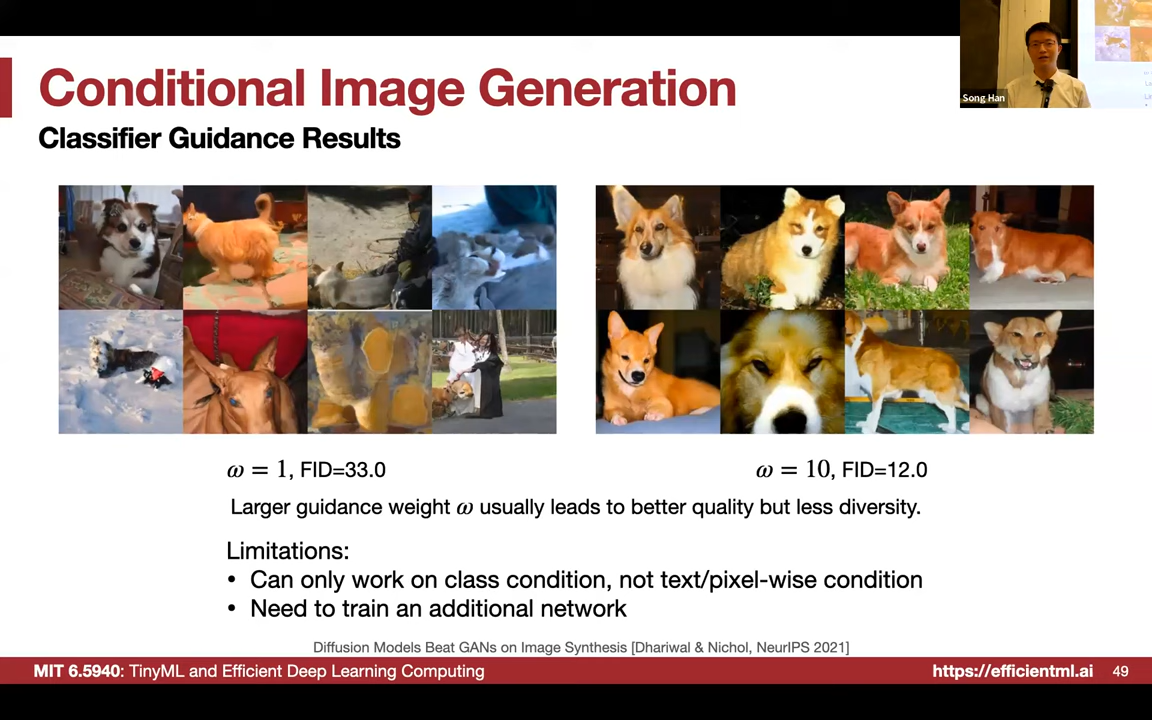 Conditional Image Generation
Song Han
Classifier Guidance Results
ω = 1, FID=33.0
ω = 10, FID=12.0
Larger guidance weight ω usually leads to better quality but less diversity.
Limitations:
• Can only work on class condition, not text/pixel-wise condition
• Need to train an additional network
Diffusion Models Beat GANs on Image Synthesis [Dhariwal & Nichol, NeurIPS 2021]
MIT 6.5940: TinyML and Efficient Deep Learning Computing
https://efficientml.ai
49